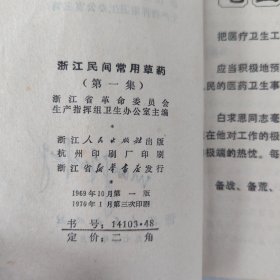 浙江民间常用草药
(第一集)
浙江省革命委员会
生产指挥组卫生办公室主编
浙江人民出版社出版
杭州印刷厂印刷
浙江省新华书店发行
1969年10月第一版
1970年1月第三次印刷
书号:14103·48
定价:二角
把医疗卫生工
应当积极地预
民的医药卫生事
白求恩同志毫
在他对工作的极
极端的热忱。每
备战、备荒、